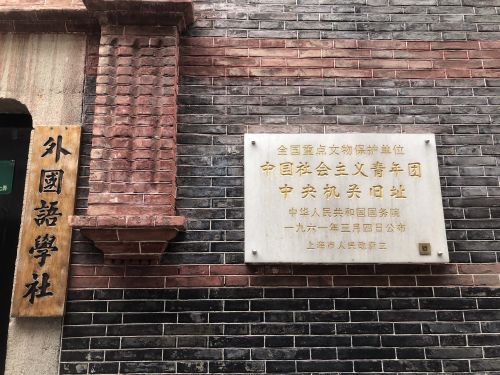 外國語學社
全国重点文物保护单位
中国社会主义青年团
中央机关旧址
中华人民共和国国务院
一九六一年三月四日公布
上海市人民政府立